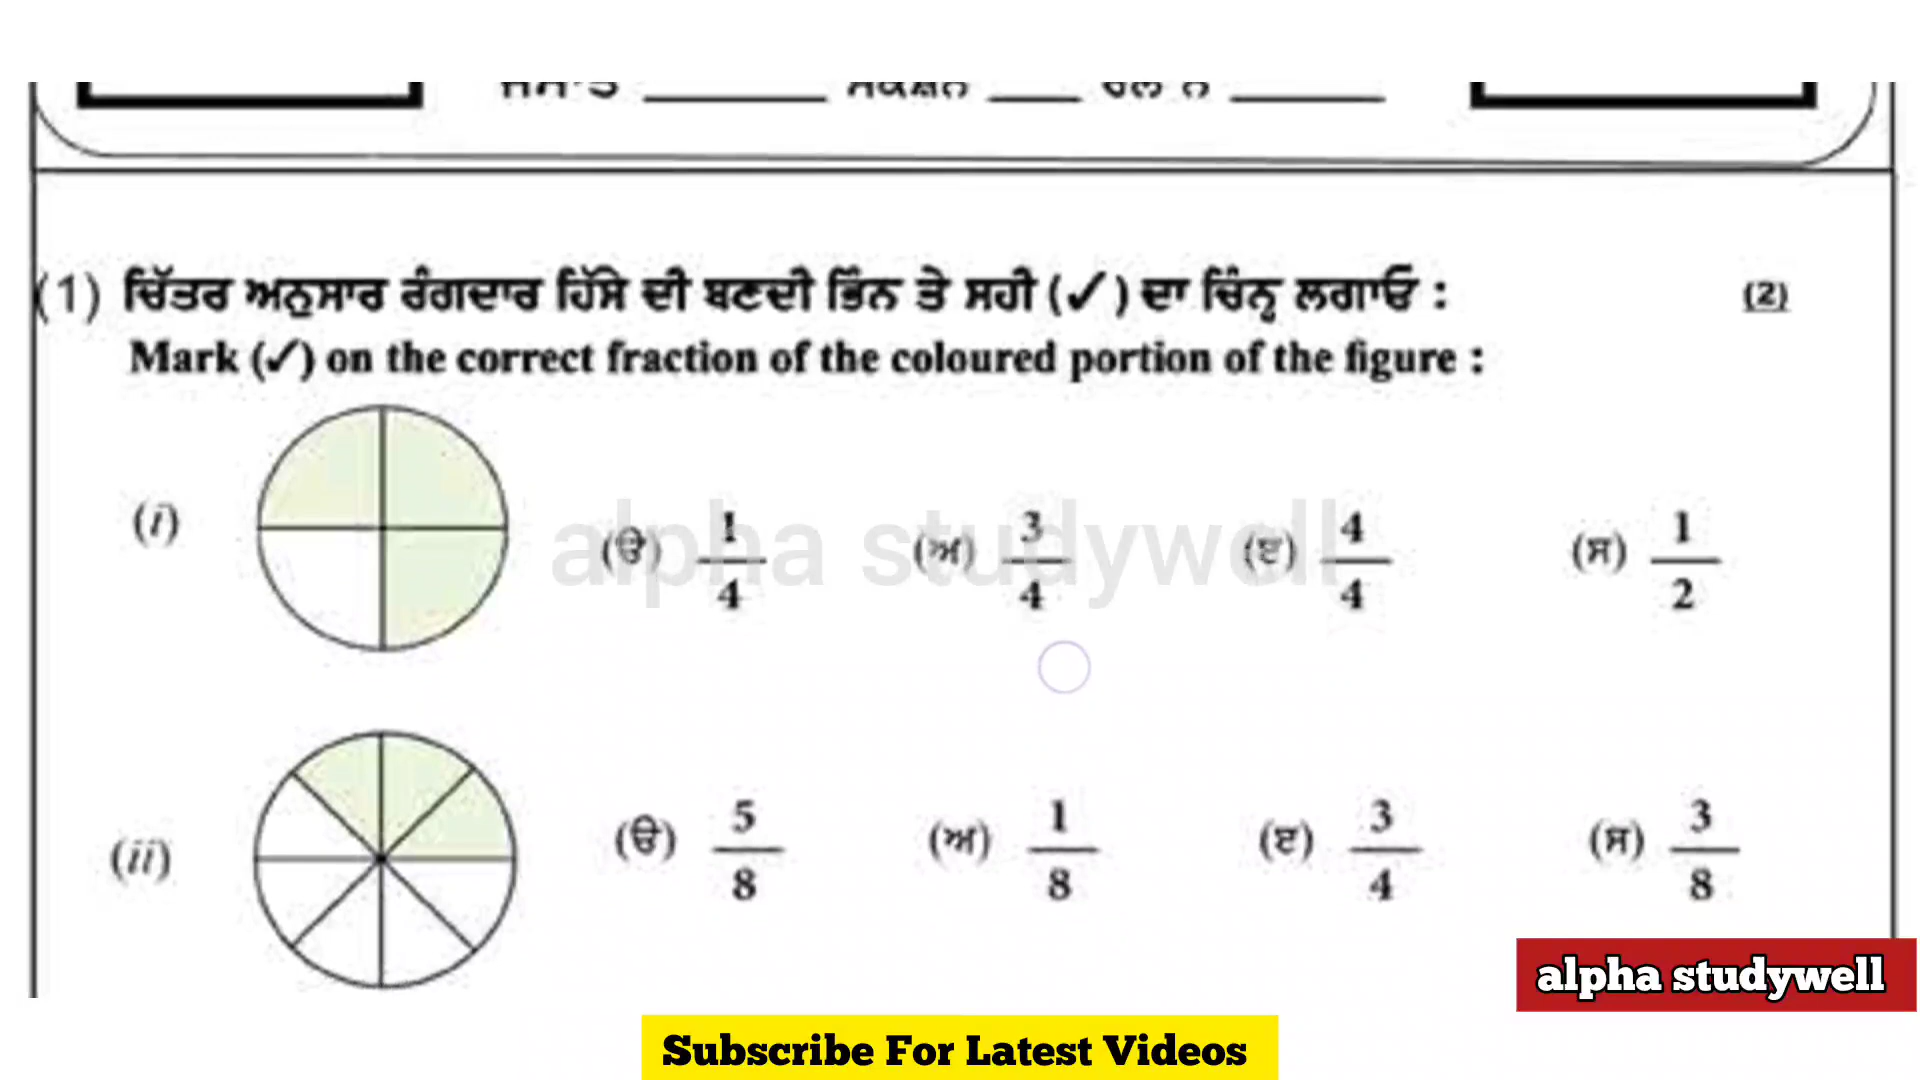 (1) ਚਿੱਤਰ ਅਨੁਸਾਰ ਰੰਗਦਾਰ ਹਿੱਸੇ ਦੀ ਬਣਦੀ ਭਿੰਨ ਤੇ ਸਹੀ (✓) ਦਾ ਚਿੰਨ੍ਹ ਲਗਾਓ : (2)
Mark (✓) on the correct fraction of the coloured portion of the figure :
(i) (ੳ) 1/4 (ਅ) 3/4 (ੲ) 4/4 (ਸ) 1/2
alpha studywell
(ii) (ੳ) 5/8 (ਅ) 1/8 (ੲ) 3/4 (ਸ) 3/8
alpha studywell
Subscribe For Latest Videos